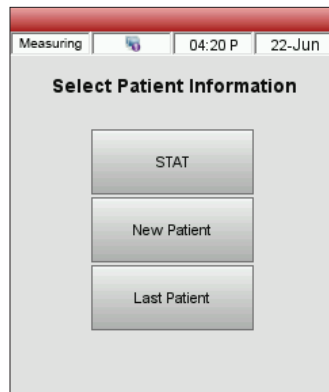 Measuring 04:20 P 22-Jun
Select Patient Information
STAT
New Patient
Last Patient